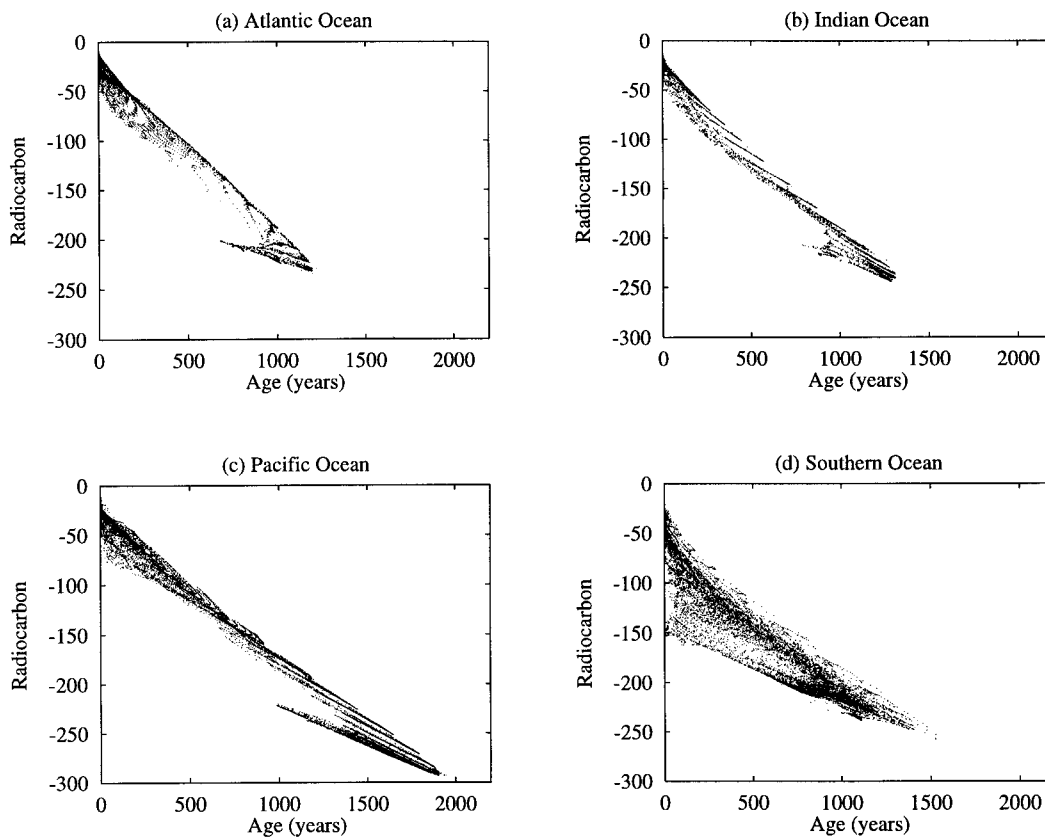 (a) Atlantic Ocean
0
-50
-100
-150
-200
-250
-300
Radiocarbon
0 500 1000 1500 2000
Age (years)
(b) Indian Ocean
0
-50
-100
-150
-200
-250
-300
Radiocarbon
0 500 1000 1500 2000
Age (years)
(c) Pacific Ocean
0
-50
-100
-150
-200
-250
-300
Radiocarbon
0 500 1000 1500 2000
Age (years)
(d) Southern Ocean
0
-50
-100
-150
-200
-250
-300
Radiocarbon
0 500 1000 1500 2000
Age (years)